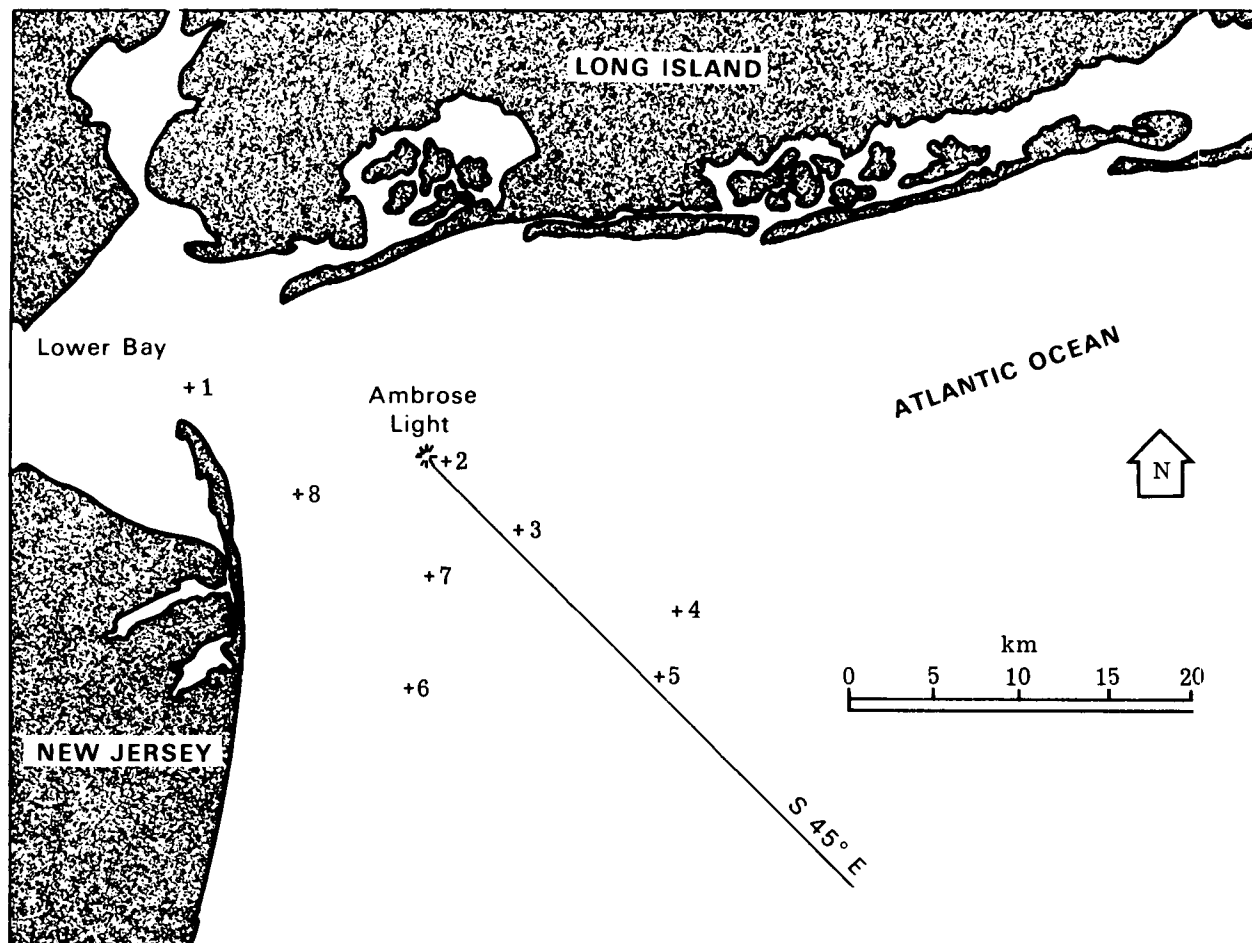 LONG ISLAND
Lower Bay
ATLANTIC OCEAN
+1
Ambrose
Light
+2
N
+8
+3
+7
+4
km
+5
0 5 10 15 20
+6
NEW JERSEY
S 45° E